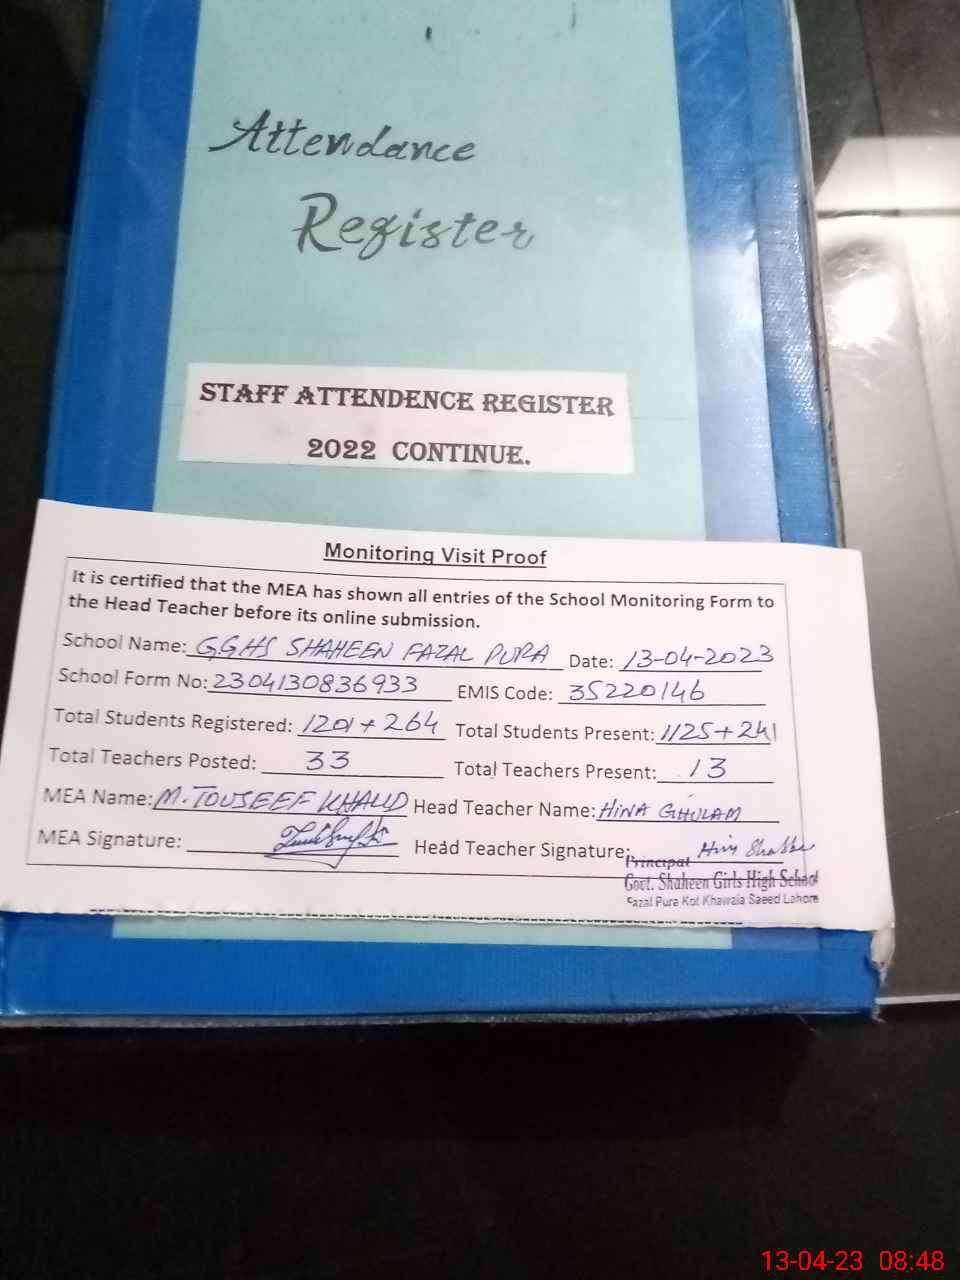 Attendance
Register
STAFF ATTENDENCE REGISTER
2022 CONTINUE.
Monitoring Visit Proof
It is certified that the MEA has shown all entries of the School Monitoring Form to
the Head Teacher before its online submission.
School Name: G.GHS SHAHEEN FAZAL PURA Date: 13-04-2023
School Form No: 2304130836933 EMIS Code: 35220146
Total Students Registered: 1201 + 264 Total Students Present: 1125 + 241
Total Teachers Posted: 33 Total Teachers Present: 13
MEA Name: M. TOUSEEF KHALID Head Teacher Name: HINA GHULAM
MEA Signature: Head Teacher Signature:
Principal
Govt. Shaheen Girls High School
Fazal Pura Kot Khawaja Saeed Lahore
13-04-23 08:48